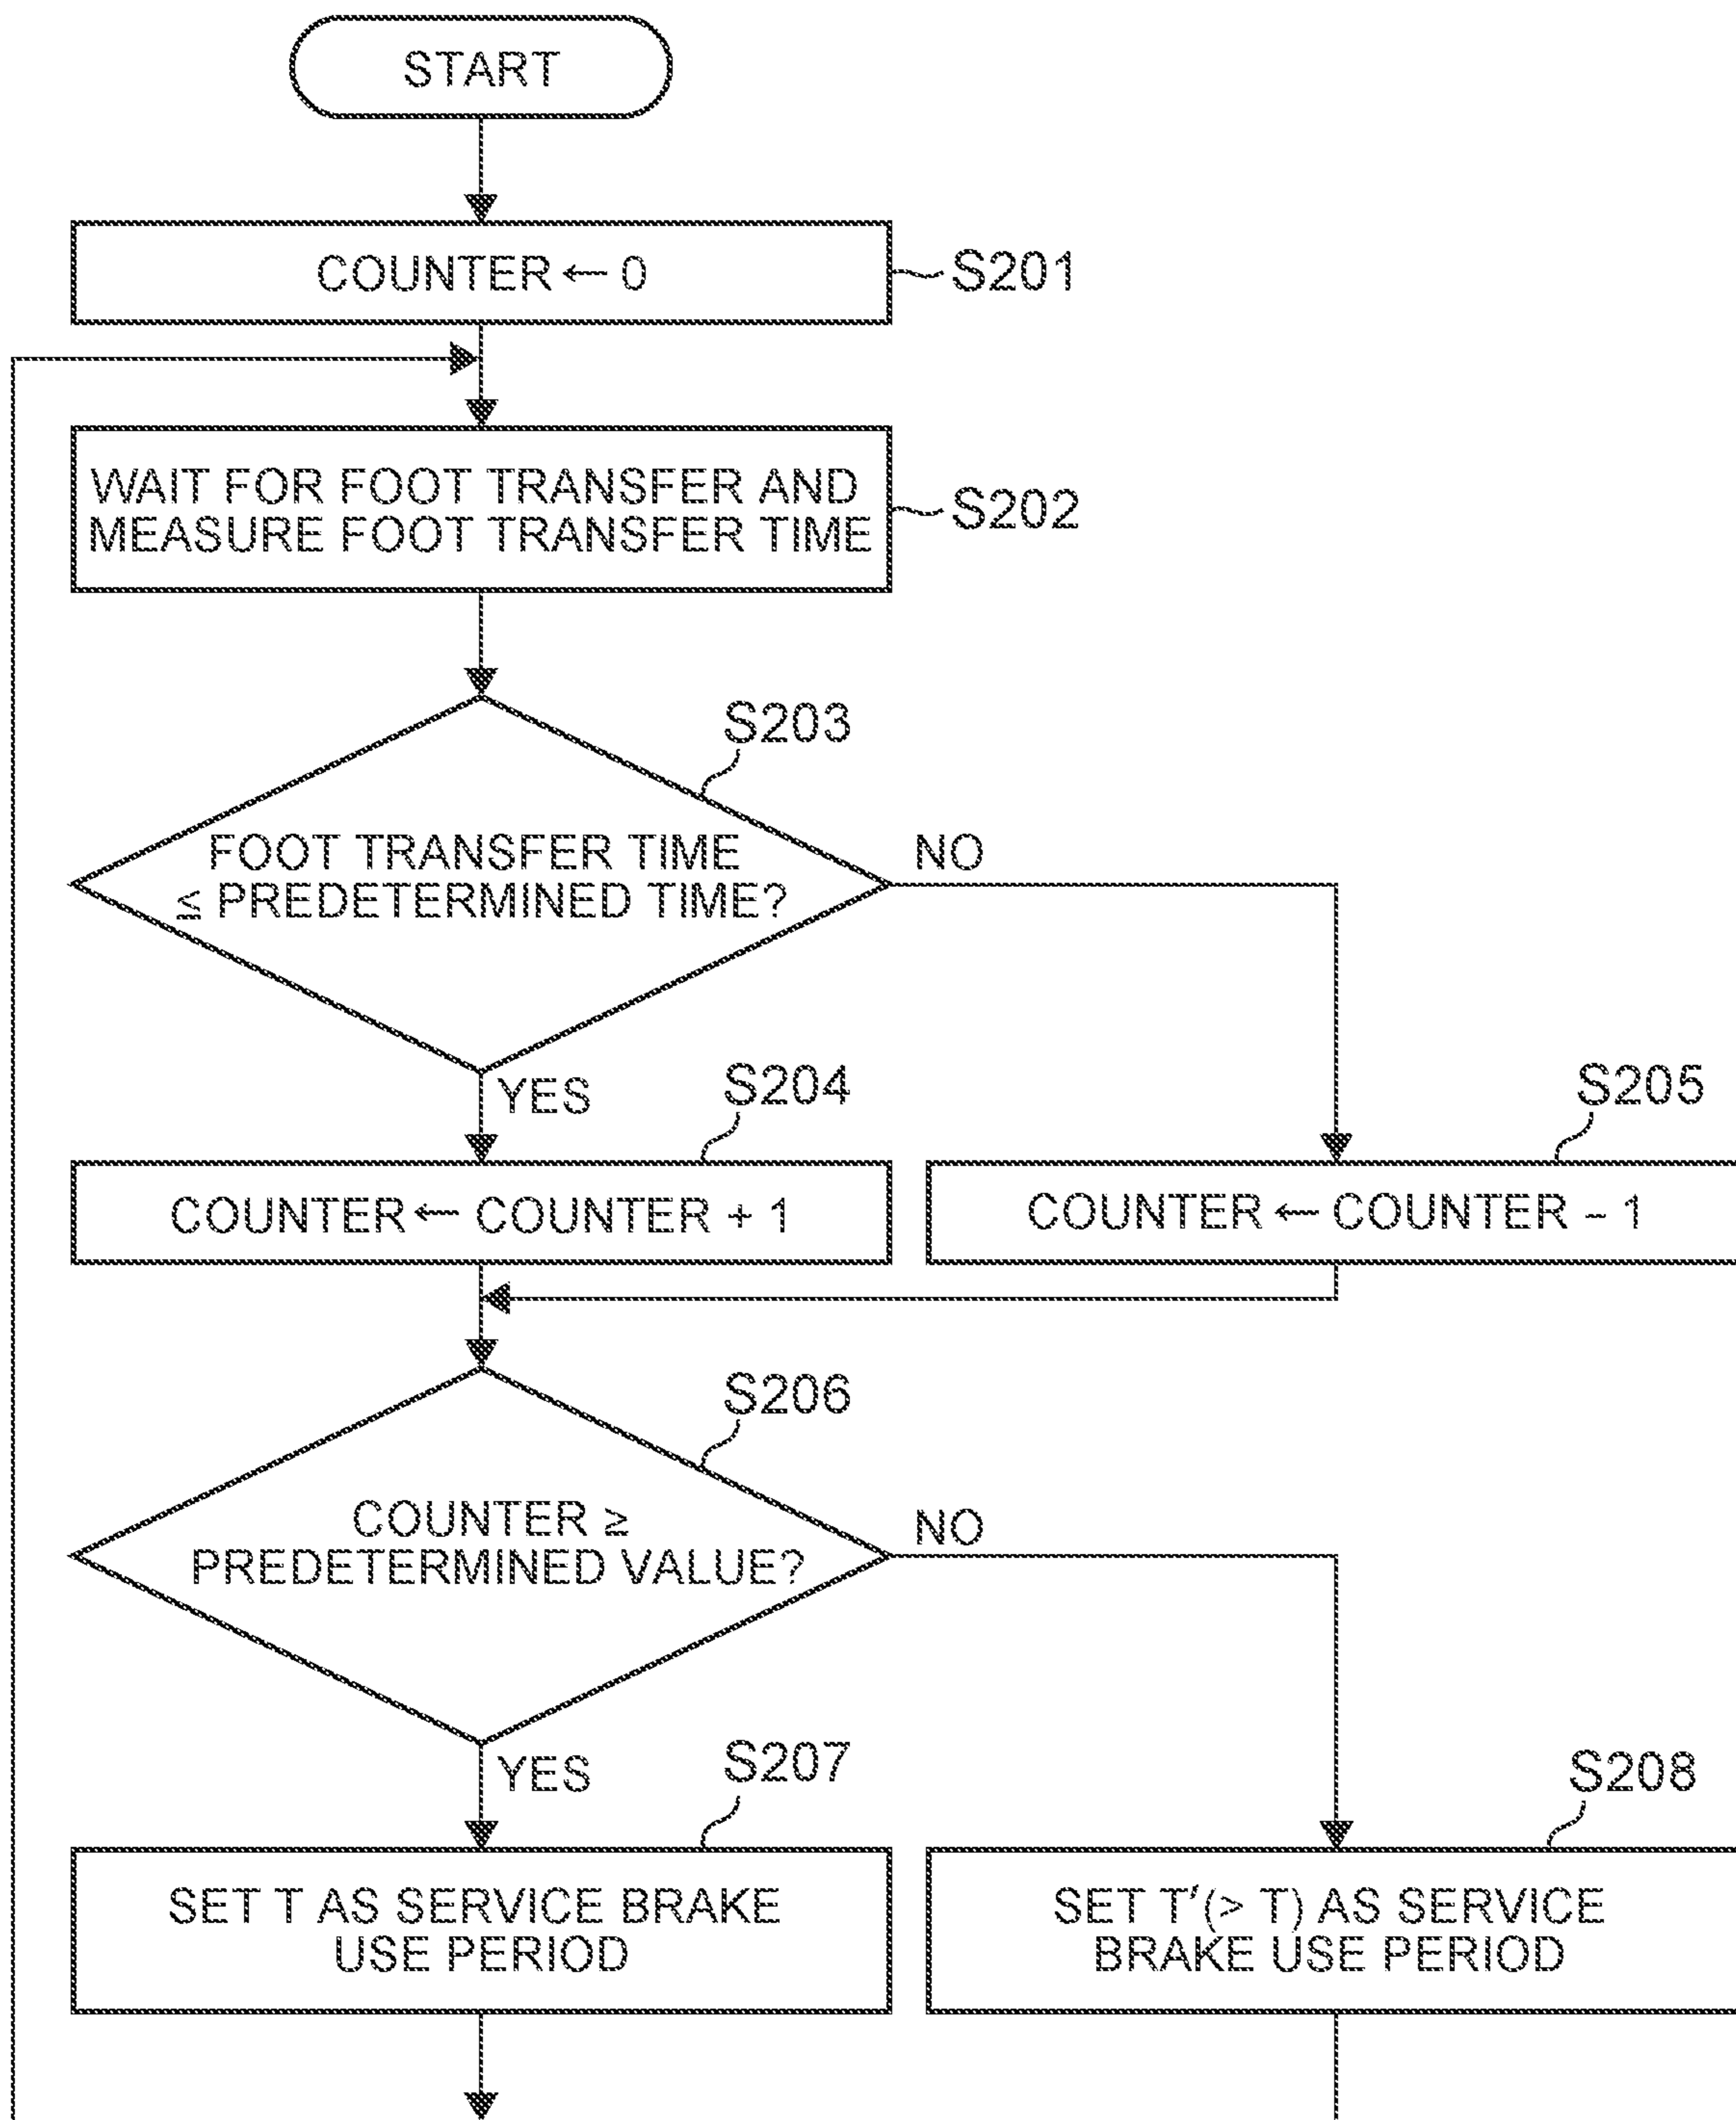 START
COUNTER ← 0
S201
WAIT FOR FOOT TRANSFER AND
MEASURE FOOT TRANSFER TIME
S202
S203
FOOT TRANSFER TIME
≦ PREDETERMINED TIME?
NO
YES
S204
S205
COUNTER ← COUNTER + 1
COUNTER ← COUNTER – 1
S206
COUNTER ≥
PREDETERMINED VALUE?
NO
YES
S207
S208
SET T AS SERVICE BRAKE
USE PERIOD
SET T′(> T) AS SERVICE
BRAKE USE PERIOD